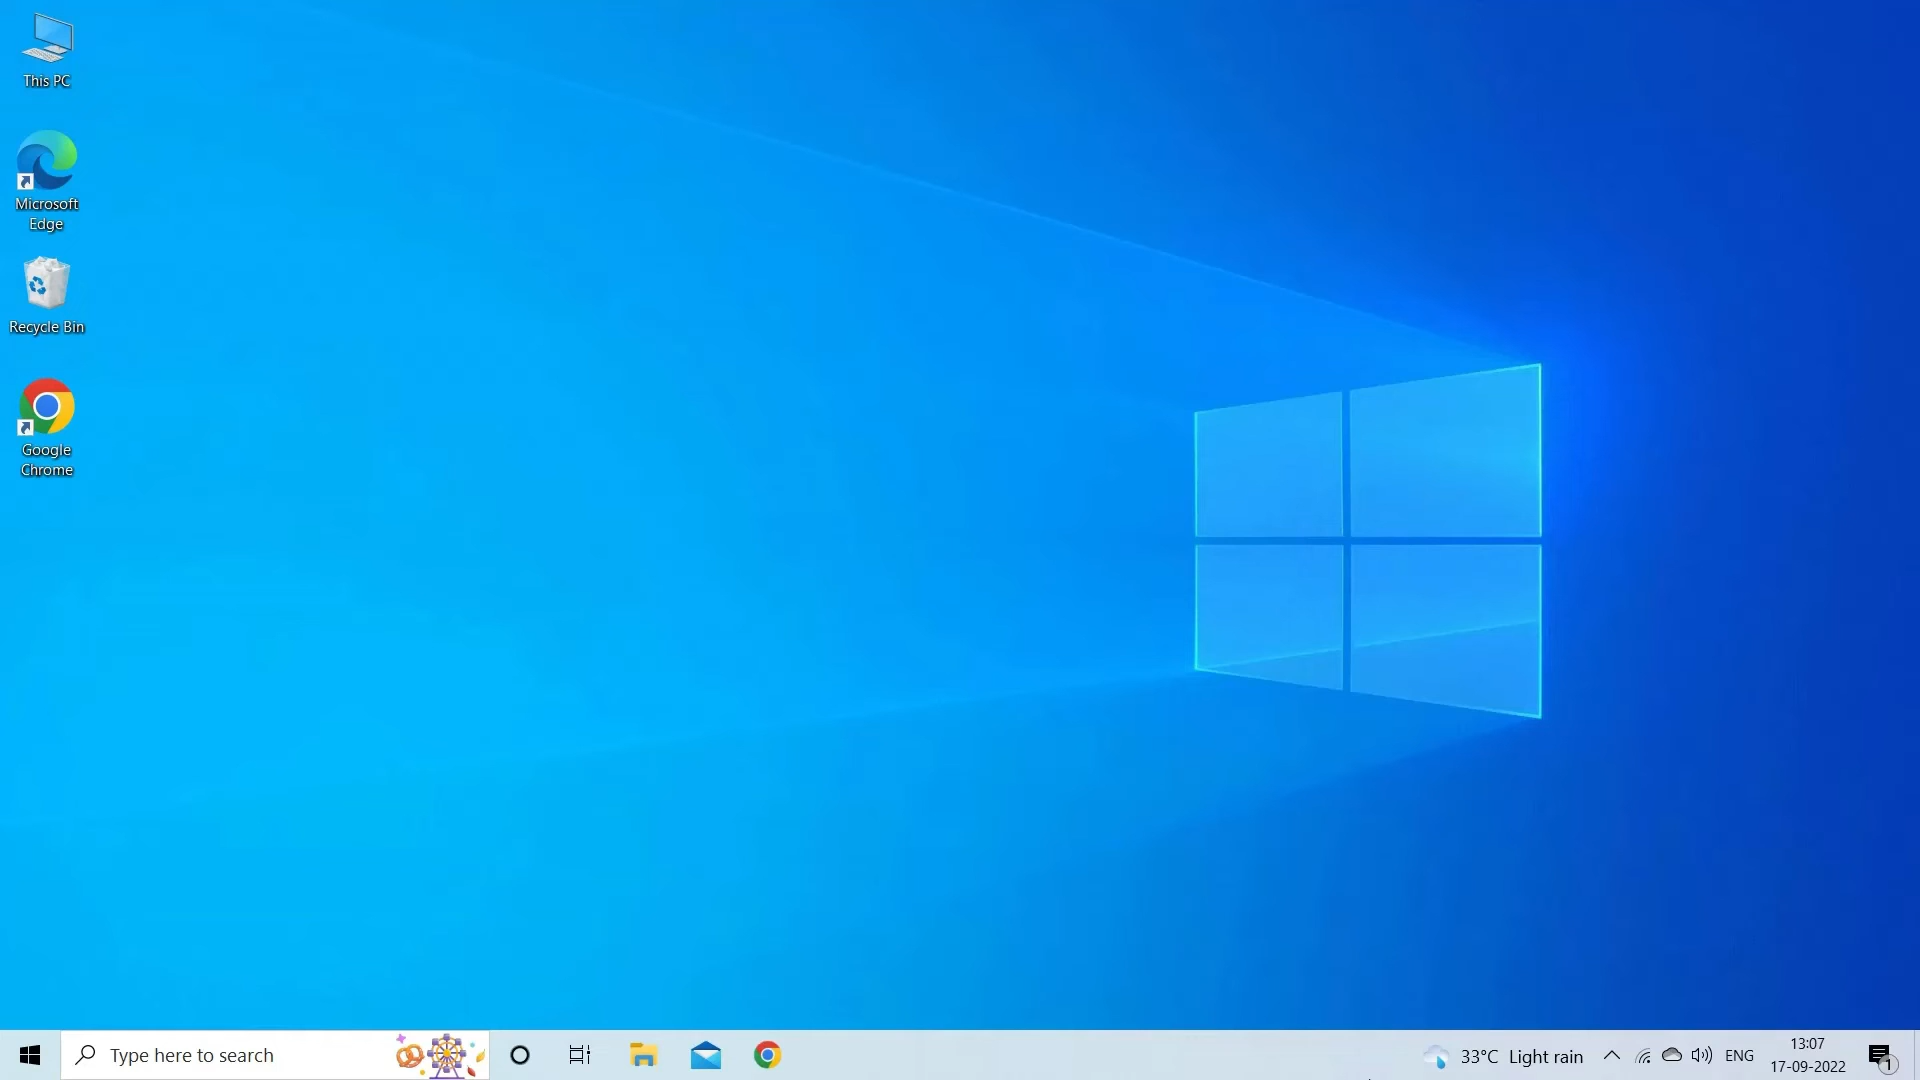 This PC
Microsoft
Edge
Recycle Bin
Google
Chrome
Type here to search
33°C Light rain
ENG
13:07
17-09-2022
1